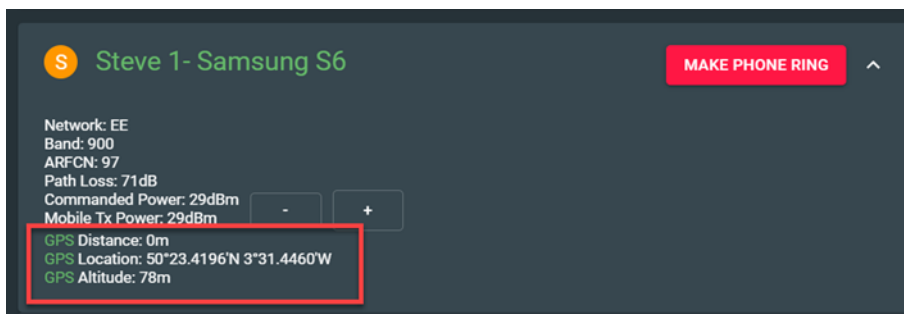 S Steve 1- Samsung S6
MAKE PHONE RING
Network: EE
Band: 900
ARFCN: 97
Path Loss: 71dB
Commanded Power: 29dBm
Mobile Tx Power: 29dBm
- +
GPS Distance: 0m
GPS Location: 50°23.4196'N 3°31.4460'W
GPS Altitude: 78m